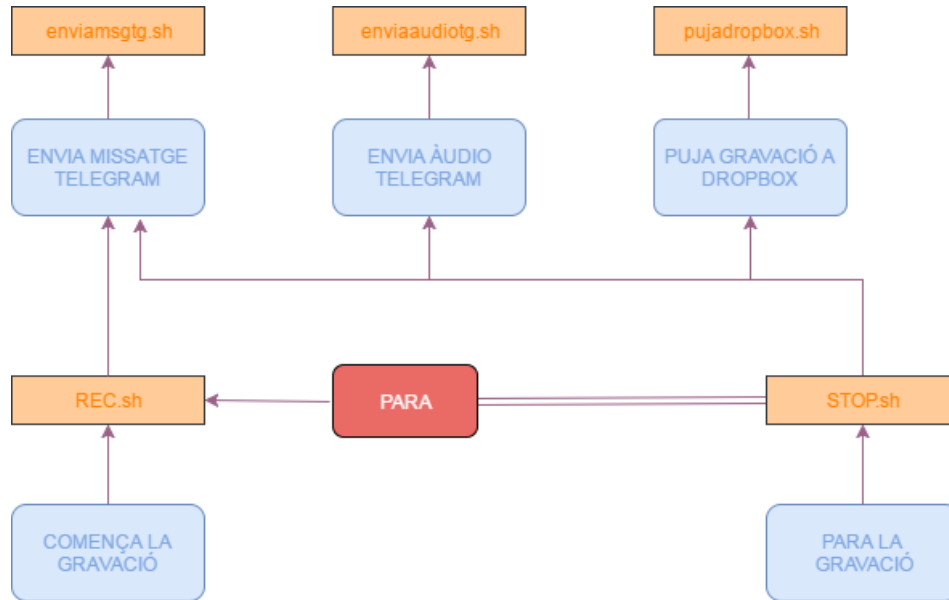 enviamsgtg.sh
enviaaudiotg.sh
pujadropbox.sh
ENVIA MISSATGE
TELEGRAM
ENVIA ÀUDIO
TELEGRAM
PUJA GRAVACIÓ A
DROPBOX
REC.sh
PARA
STOP.sh
COMENÇA LA
GRAVACIÓ
PARA LA
GRAVACIÓ